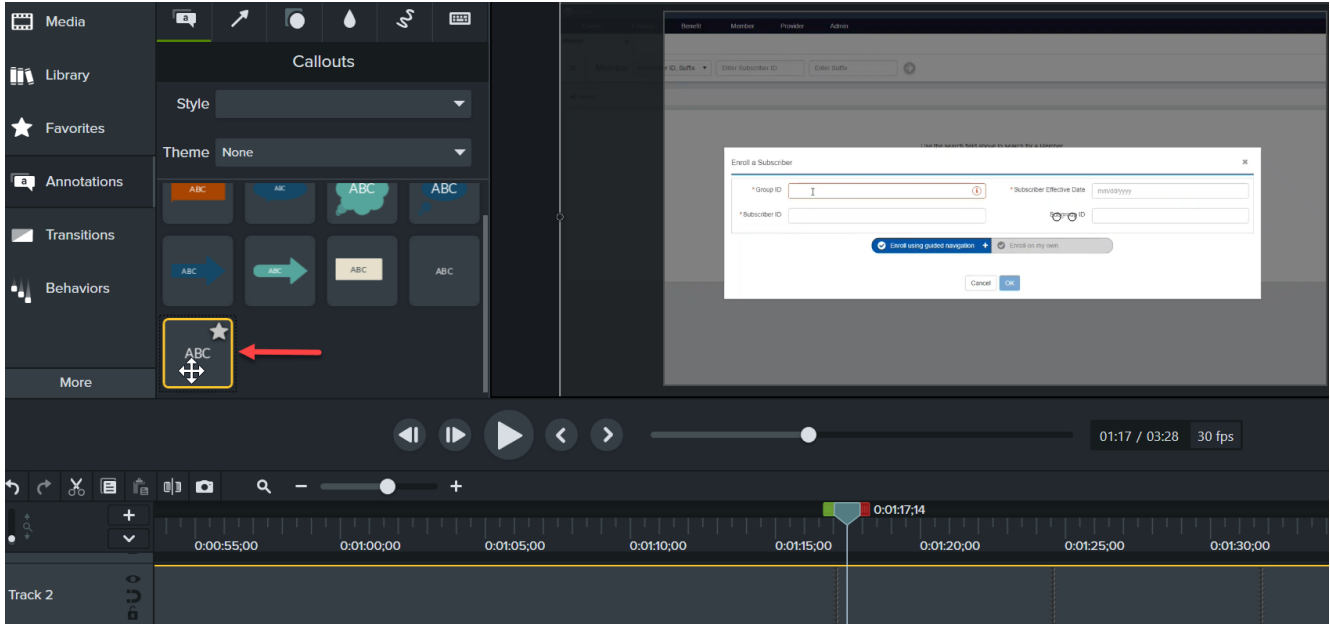 Media
Library
Favorites
Annotations
Transitions
Behaviors
More
a
Callouts
Style
Theme None
ABC ABC ABC ABC
ABC ABC ABC ABC
ABC
Benefit Member Provider Admin
ID, Suffix Enter Subscriber ID Enter Suffix
Use the search field above to search for a Member
Enroll a Subscriber
* Group ID * Subscriber Effective Date mm/dd/yyyy
* Subscriber ID ID
Enroll using guided navigation + Enroll on my own
Cancel OK
01:17 / 03:28 30 fps
0:01:17;14
0:00:55;00 0:01:00;00 0:01:05;00 0:01:10;00 0:01:15;00 0:01:20;00 0:01:25;00 0:01:30;00
Track 2